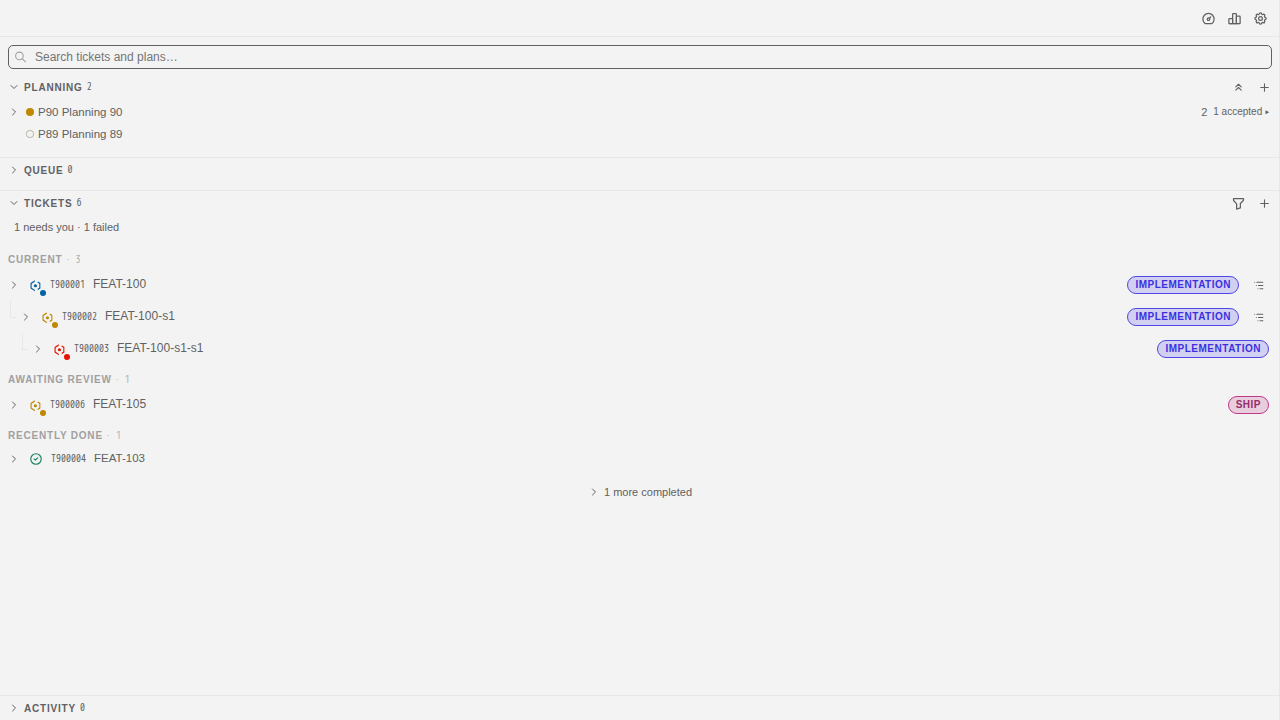 Search tickets and plans…
PLANNING 2
P90 Planning 90 2 1 accepted ▸
P89 Planning 89
QUEUE 0
TICKETS 6
1 needs you · 1 failed
CURRENT · 3
T900001 FEAT-100 IMPLEMENTATION
T900002 FEAT-100-s1 IMPLEMENTATION
T900003 FEAT-100-s1-s1 IMPLEMENTATION
AWAITING REVIEW · 1
T900006 FEAT-105 SHIP
RECENTLY DONE · 1
T900004 FEAT-103
1 more completed
ACTIVITY 0